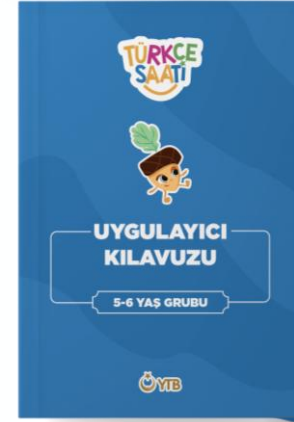 TÜRKÇE
SAATİ
UYGULAYICI
KILAVUZU
5-6 YAŞ GRUBU
YTB